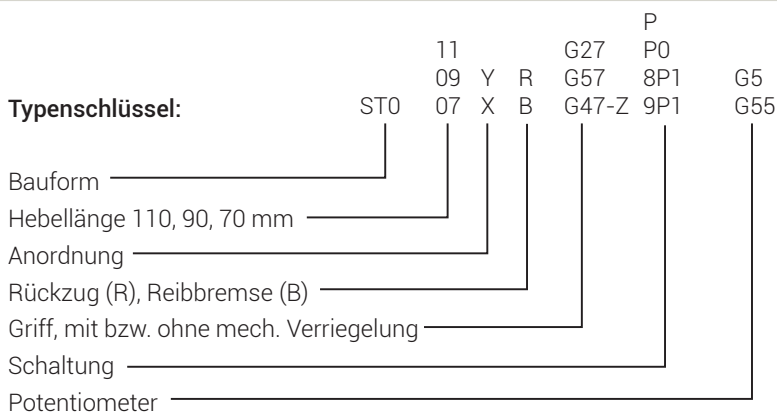 P
11 G27 P0
09 Y R G57 8P1 G5
Typenschlüssel: ST0 07 X B G47-Z 9P1 G55
Bauform
Hebellänge 110, 90, 70 mm
Anordnung
Rückzug (R), Reibbremse (B)
Griff, mit bzw. ohne mech. Verriegelung
Schaltung
Potentiometer